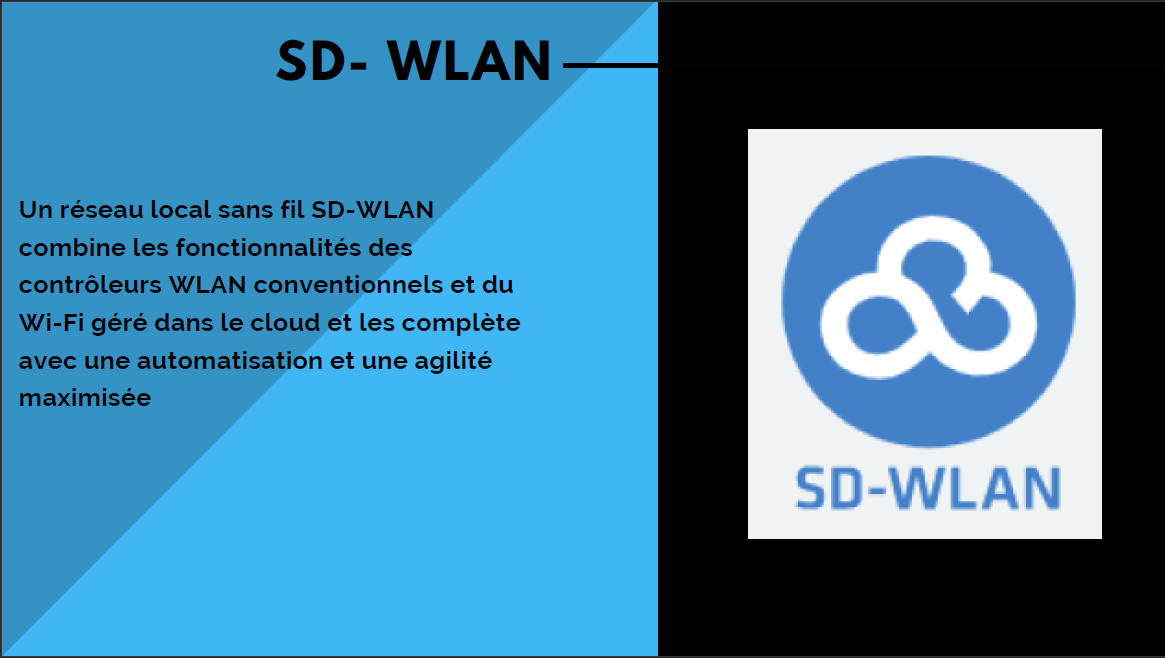 SD- WLAN
Un réseau local sans fil SD-WLAN
combine les fonctionnalités des
contrôleurs WLAN conventionnels et du
Wi-Fi géré dans le cloud et les complète
avec une automatisation et une agilité
maximisée
SD-WLAN